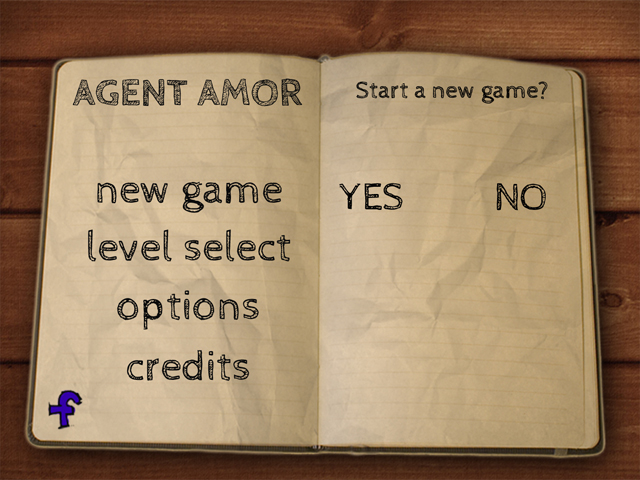 AGENT AMOR
new game
level select
options
credits
f
Start a new game?
YES NO